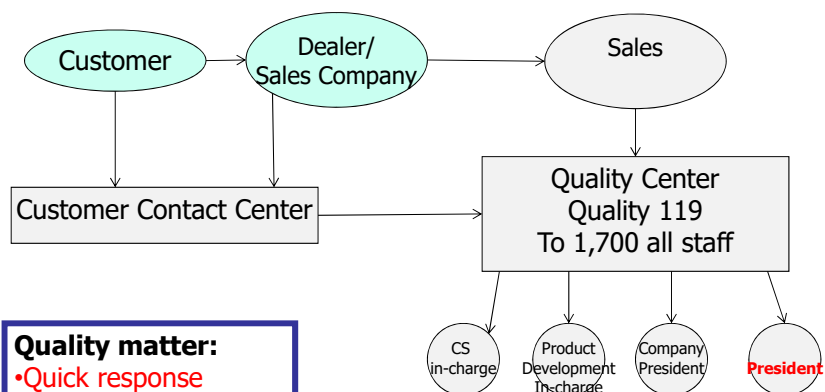 Customer
Dealer/
Sales Company
Sales
Customer Contact Center
Quality Center
Quality 119
To 1,700 all staff
Quality matter:
•Quick response
CS
in-charge
Product
Development
In-charge
Company
President
President